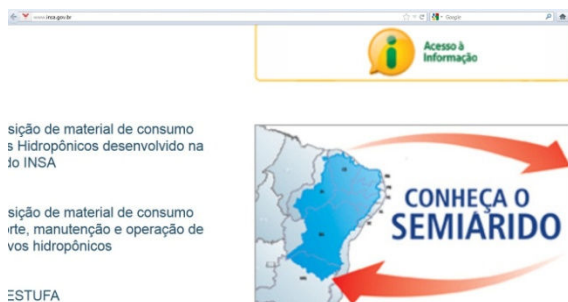 www.insa.gov.br
Google
Acesso à
Informação
sição de material de consumo
s Hidropônicos desenvolvido na
do INSA
sição de material de consumo
orte, manutenção e operação de
vos hidropônicos
ESTUFA
CONHEÇA O
SEMIÁRIDO